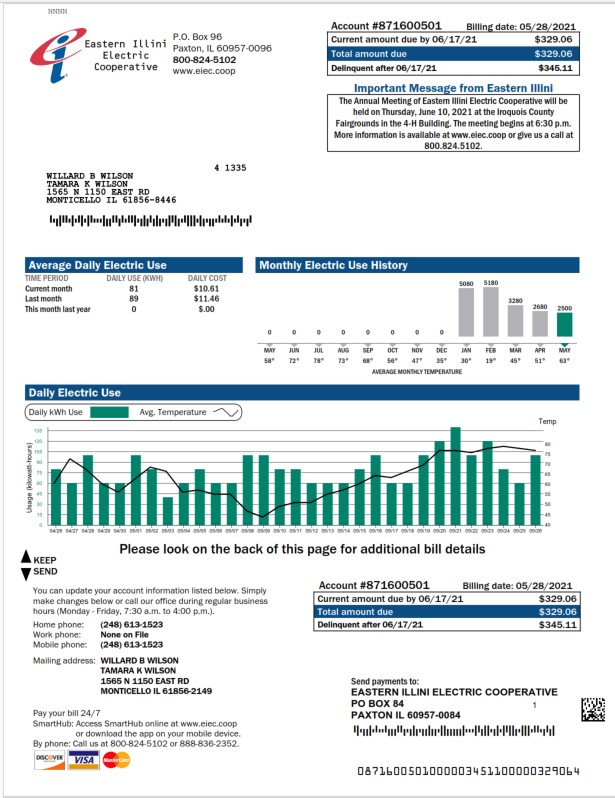 NNNN
Eastern Illini
Electric
Cooperative
P.O. Box 96
Paxton, IL 60957-0096
800-824-5102
www.eiec.coop
Account #871600501 Billing date: 05/28/2021
Current amount due by 06/17/21 $329.06
Total amount due $329.06
Delinquent after 06/17/21 $345.11
Important Message from Eastern Illini
The Annual Meeting of Eastern Illini Electric Cooperative will be
held on Thursday, June 10, 2021 at the Iroquois County
Fairgrounds in the 4-H Building. The meeting begins at 6:30 p.m.
More information is available at www.eiec.coop or give us a call at
800.824.5102.
4 1335
WILLARD B WILSON
TAMARA K WILSON
1565 N 1150 EAST RD
MONTICELLO IL 61856-8446
Average Daily Electric Use
TIME PERIOD DAILY USE (KWH) DAILY COST
Current month 81 $10.61
Last month 89 $11.46
This month last year 0 $.00
Monthly Electric Use History
0 0 0 0 0 0 0 0 5080 5180 3280 2680 2500
MAY JUN JUL AUG SEP OCT NOV DEC JAN FEB MAR APR MAY
58° 72° 78° 73° 68° 56° 47° 35° 30° 19° 45° 51° 63°
AVERAGE MONTHLY TEMPERATURE
Daily Electric Use
Daily kWh Use Avg. Temperature
Temp
Usage (kilowatt-hours)
135
120
105
90
75
60
45
30
15
0
80
75
70
65
60
55
50
45
40
04/26 04/27 04/28 04/29 04/30 05/01 05/02 05/03 05/04 05/05 05/06 05/07 05/08 05/09 05/10 05/11 05/12 05/13 05/14 05/15 05/16 05/17 05/18 05/19 05/20 05/21 05/22 05/23 05/24 05/25 05/26
Please look on the back of this page for additional bill details
KEEP
SEND
You can update your account information listed below. Simply
make changes below or call our office during regular business
hours (Monday - Friday, 7:30 a.m. to 4:00 p.m.).
Home phone: (248) 613-1523
Work phone: None on File
Mobile phone: (248) 613-1523
Mailing address: WILLARD B WILSON
TAMARA K WILSON
1565 N 1150 EAST RD
MONTICELLO IL 61856-2149
Pay your bill 24/7
SmartHub: Access SmartHub online at www.eiec.coop
or download the app on your mobile device.
By phone: Call us at 800-824-5102 or 888-836-2352.
DISCOVER VISA MasterCard
Account #871600501 Billing date: 05/28/2021
Current amount due by 06/17/21 $329.06
Total amount due $329.06
Delinquent after 06/17/21 $345.11
Send payments to:
EASTERN ILLINI ELECTRIC COOPERATIVE
PO BOX 84 1
PAXTON IL 60957-0084
0871600501000003451100000329064